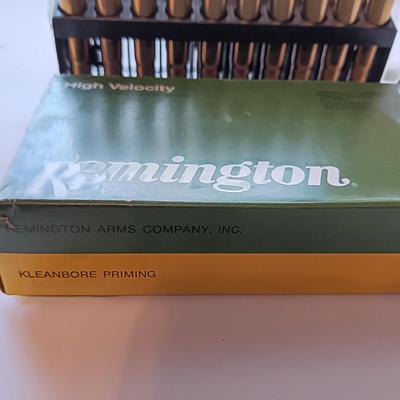 High Velocity
Remington®
REMINGTON ARMS COMPANY, INC.
KLEANBORE PRIMING